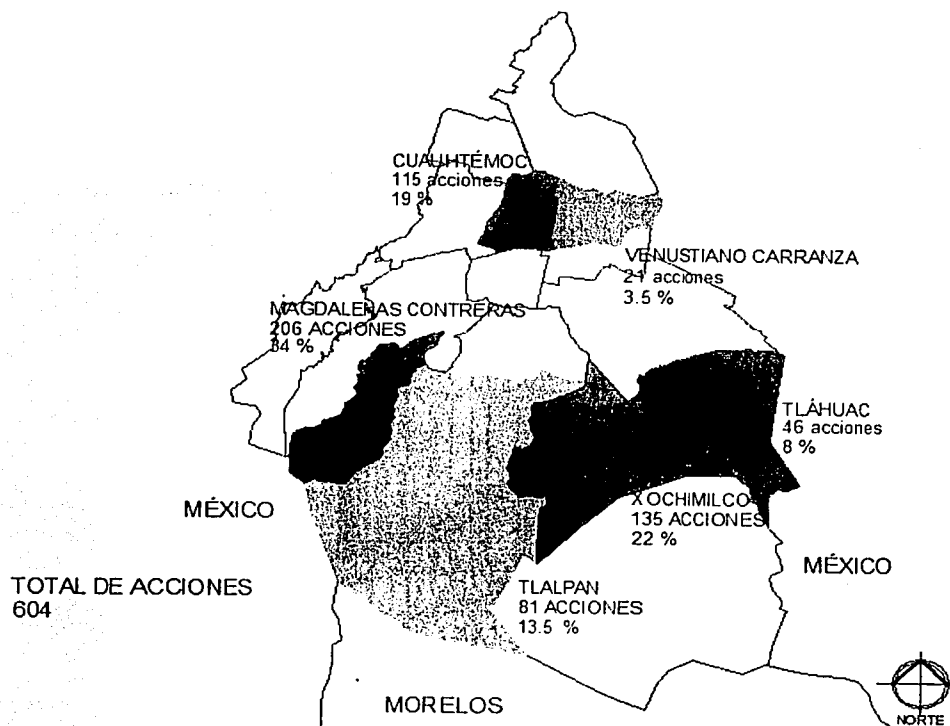 CUAUHTÉMOC
115 acciones
19 %
VENUSTIANO CARRANZA
21 acciones
3.5 %
MAGDALENAS CONTRERAS
206 ACCIONES
34 %
TLÁHUAC
46 acciones
8 %
XOCHIMILCO
135 ACCIONES
22 %
MÉXICO
MÉXICO
TOTAL DE ACCIONES
604
TLALPAN
81 ACCIONES
13.5 %
MORELOS
NORTE